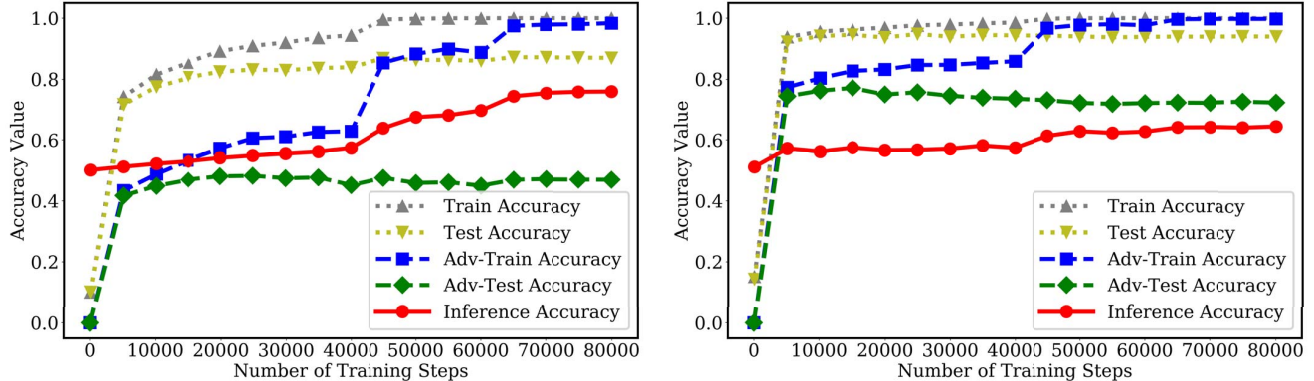 1.0
0.8
0.6
0.4
0.2
0.0
Accuracy Value
Train Accuracy
Test Accuracy
Adv-Train Accuracy
Adv-Test Accuracy
Inference Accuracy
0 10000 20000 30000 40000 50000 60000 70000 80000
Number of Training Steps
1.0
0.8
0.6
0.4
0.2
0.0
Accuracy Value
Train Accuracy
Test Accuracy
Adv-Train Accuracy
Adv-Test Accuracy
Inference Accuracy
0 10000 20000 30000 40000 50000 60000 70000 80000
Number of Training Steps